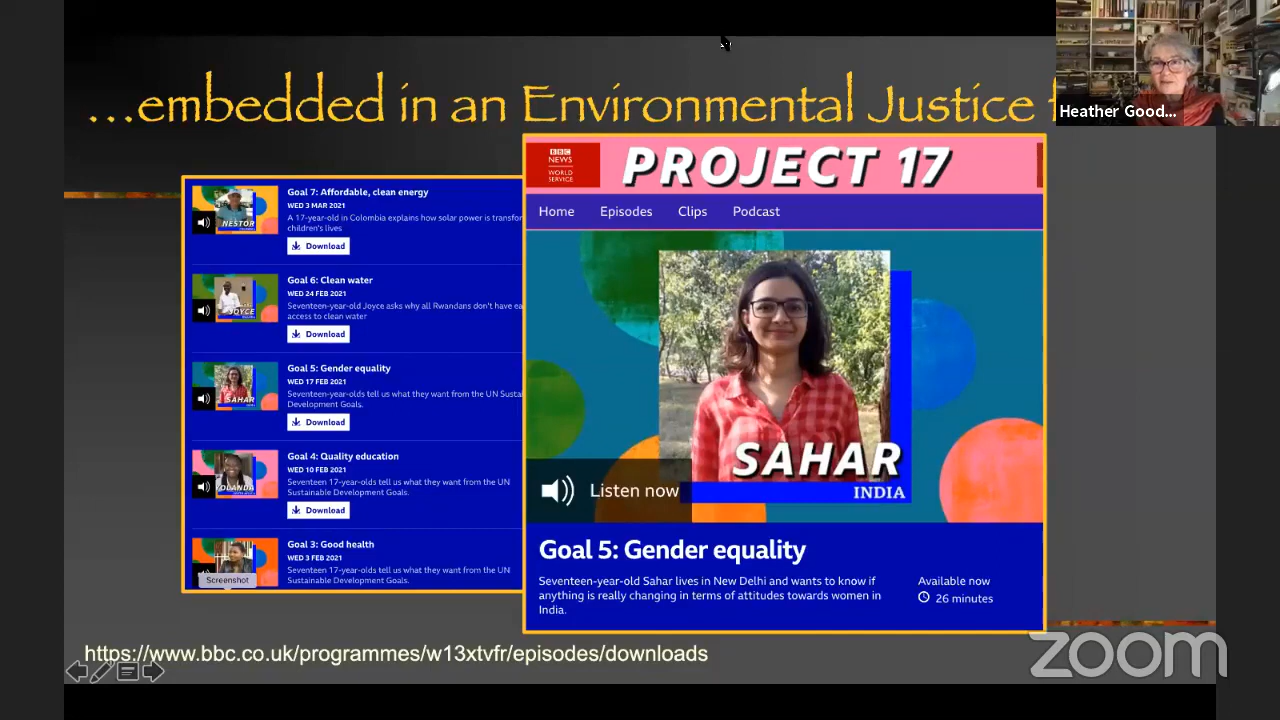 ...embedded in an Environmental Justice
Heather Good...
Goal 7: Affordable, clean energy
WED 3 MAR 2021
A 17-year-old in Colombia explains how solar power is transfor
children's lives
Download
NESTOR
Goal 6: Clean water
WED 24 FEB 2021
Seventeen-year-old Joyce asks why all Rwandans don't have ea
access to clean water
Download
JOYCE
Goal 5: Gender equality
WED 17 FEB 2021
Seventeen-year-olds tell us what they want from the UN Susta
Development Goals.
Download
SAHAR
Goal 4: Quality education
WED 10 FEB 2021
Seventeen 17-year-olds tell us what they want from the UN
Sustainable Development Goals.
Download
YOLANDA
Goal 3: Good health
WED 3 FEB 2021
Seventeen 17-year-olds tell us what they want from the UN
Sustainable Development Goals.
Screenshot
BBC
NEWS
WORLD
SERVICE
PROJECT 17
Home Episodes Clips Podcast
SAHAR
INDIA
Listen now
Goal 5: Gender equality
Seventeen-year-old Sahar lives in New Delhi and wants to know if
anything is really changing in terms of attitudes towards women in
India.
Available now
26 minutes
https://www.bbc.co.uk/programmes/w13xtvfr/episodes/downloads
zoom